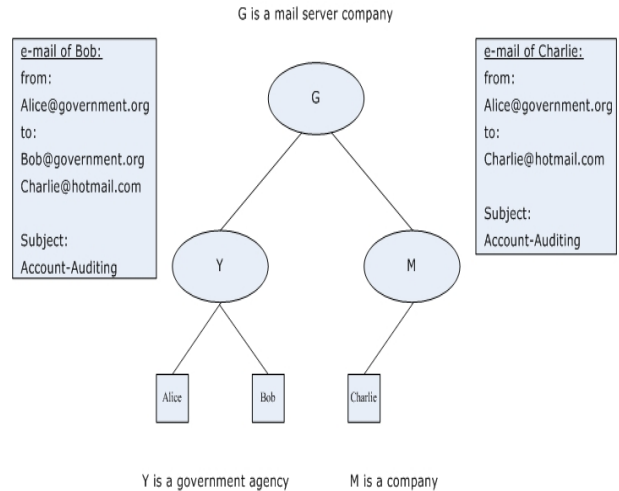 G is a mail server company
e-mail of Bob:
from:
Alice@government.org
to:
Bob@government.org
Charlie@hotmail.com
Subject:
Account-Auditing
e-mail of Charlie:
from:
Alice@government.org
to:
Charlie@hotmail.com
Subject:
Account-Auditing
G
Y
M
Alice
Bob
Charlie
Y is a government agency
M is a company